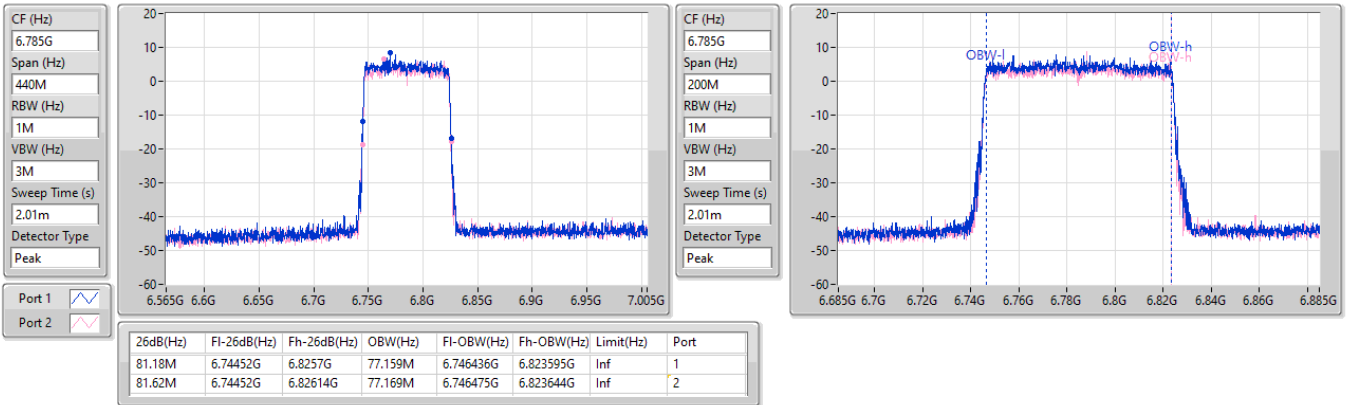 CF (Hz)
6.785G
Span (Hz)
440M
RBW (Hz)
1M
VBW (Hz)
3M
Sweep Time (s)
2.01m
Detector Type
Peak
Port 1
Port 2
20
10
0
-10
-20
-30
-40
-50
-60
6.565G 6.6G 6.65G 6.7G 6.75G 6.8G 6.85G 6.9G 6.95G 7.005G
CF (Hz)
6.785G
Span (Hz)
200M
RBW (Hz)
1M
VBW (Hz)
3M
Sweep Time (s)
2.01m
Detector Type
Peak
20
10
0
-10
-20
-30
-40
-50
-60
OBW-l
OBW-h
OBW-h
6.685G 6.7G 6.72G 6.74G 6.76G 6.78G 6.8G 6.82G 6.84G 6.86G 6.885G
26dB(Hz) Fl-26dB(Hz) Fh-26dB(Hz) OBW(Hz) Fl-OBW(Hz) Fh-OBW(Hz) Limit(Hz) Port
81.18M 6.74452G 6.8257G 77.159M 6.746436G 6.823595G Inf 1
81.62M 6.74452G 6.82614G 77.169M 6.746475G 6.823644G Inf 2